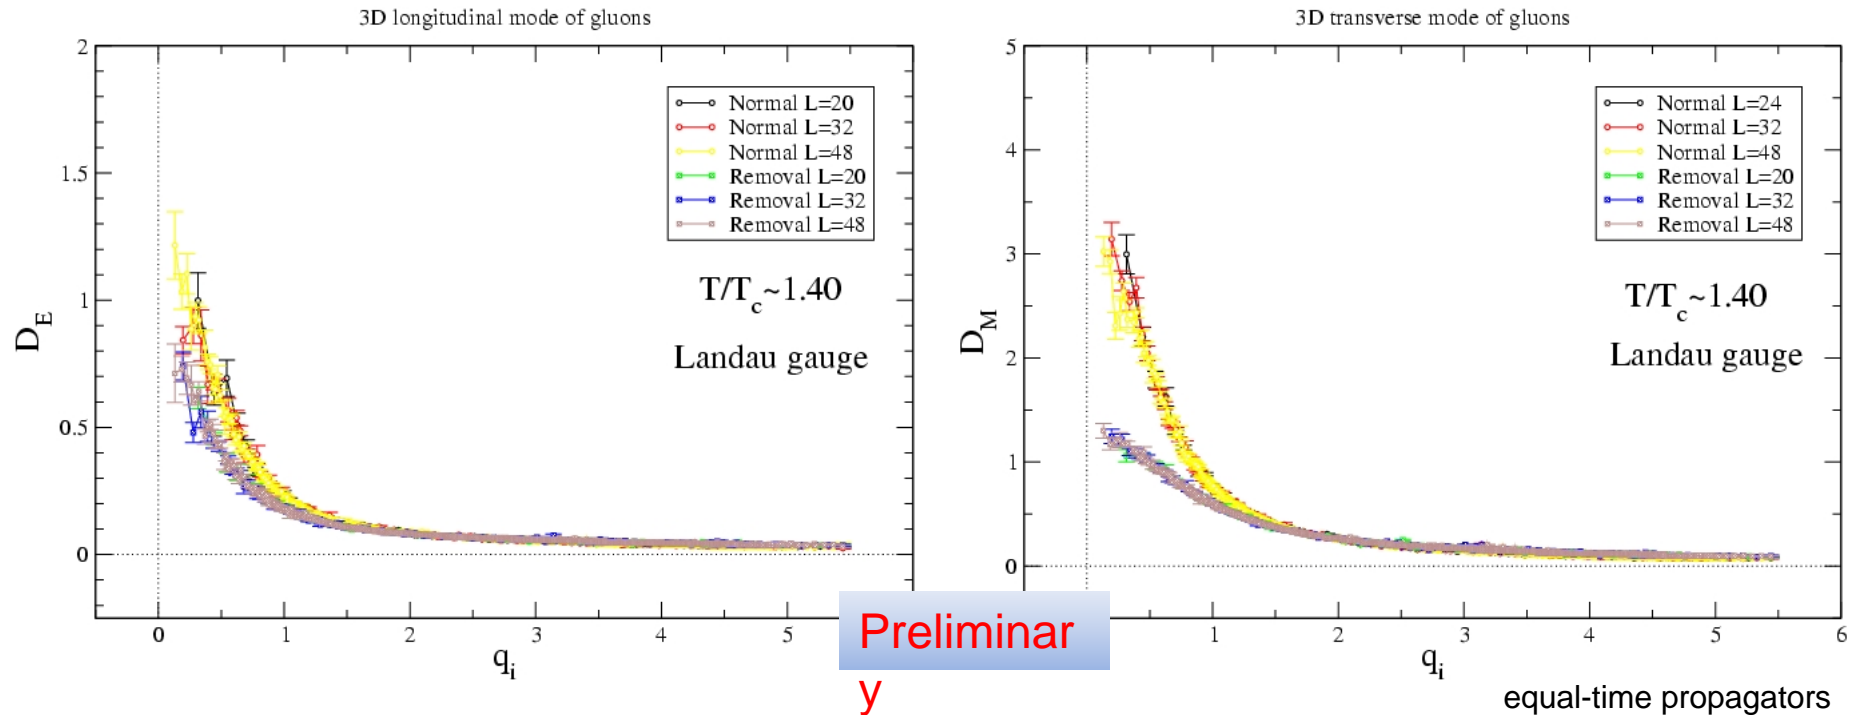 3D longitudinal mode of gluons
2
1.5
1
0.5
0
D_E
Normal L=20
Normal L=32
Normal L=48
Removal L=20
Removal L=32
Removal L=48
T/T_c~1.40
Landau gauge
0 1 2 3 4 5
q_i
3D transverse mode of gluons
5
4
3
2
1
0
D_M
Normal L=24
Normal L=32
Normal L=48
Removal L=20
Removal L=32
Removal L=48
T/T_c~1.40
Landau gauge
1 2 3 4 5 6
q_i
Preliminar
y
equal-time propagators